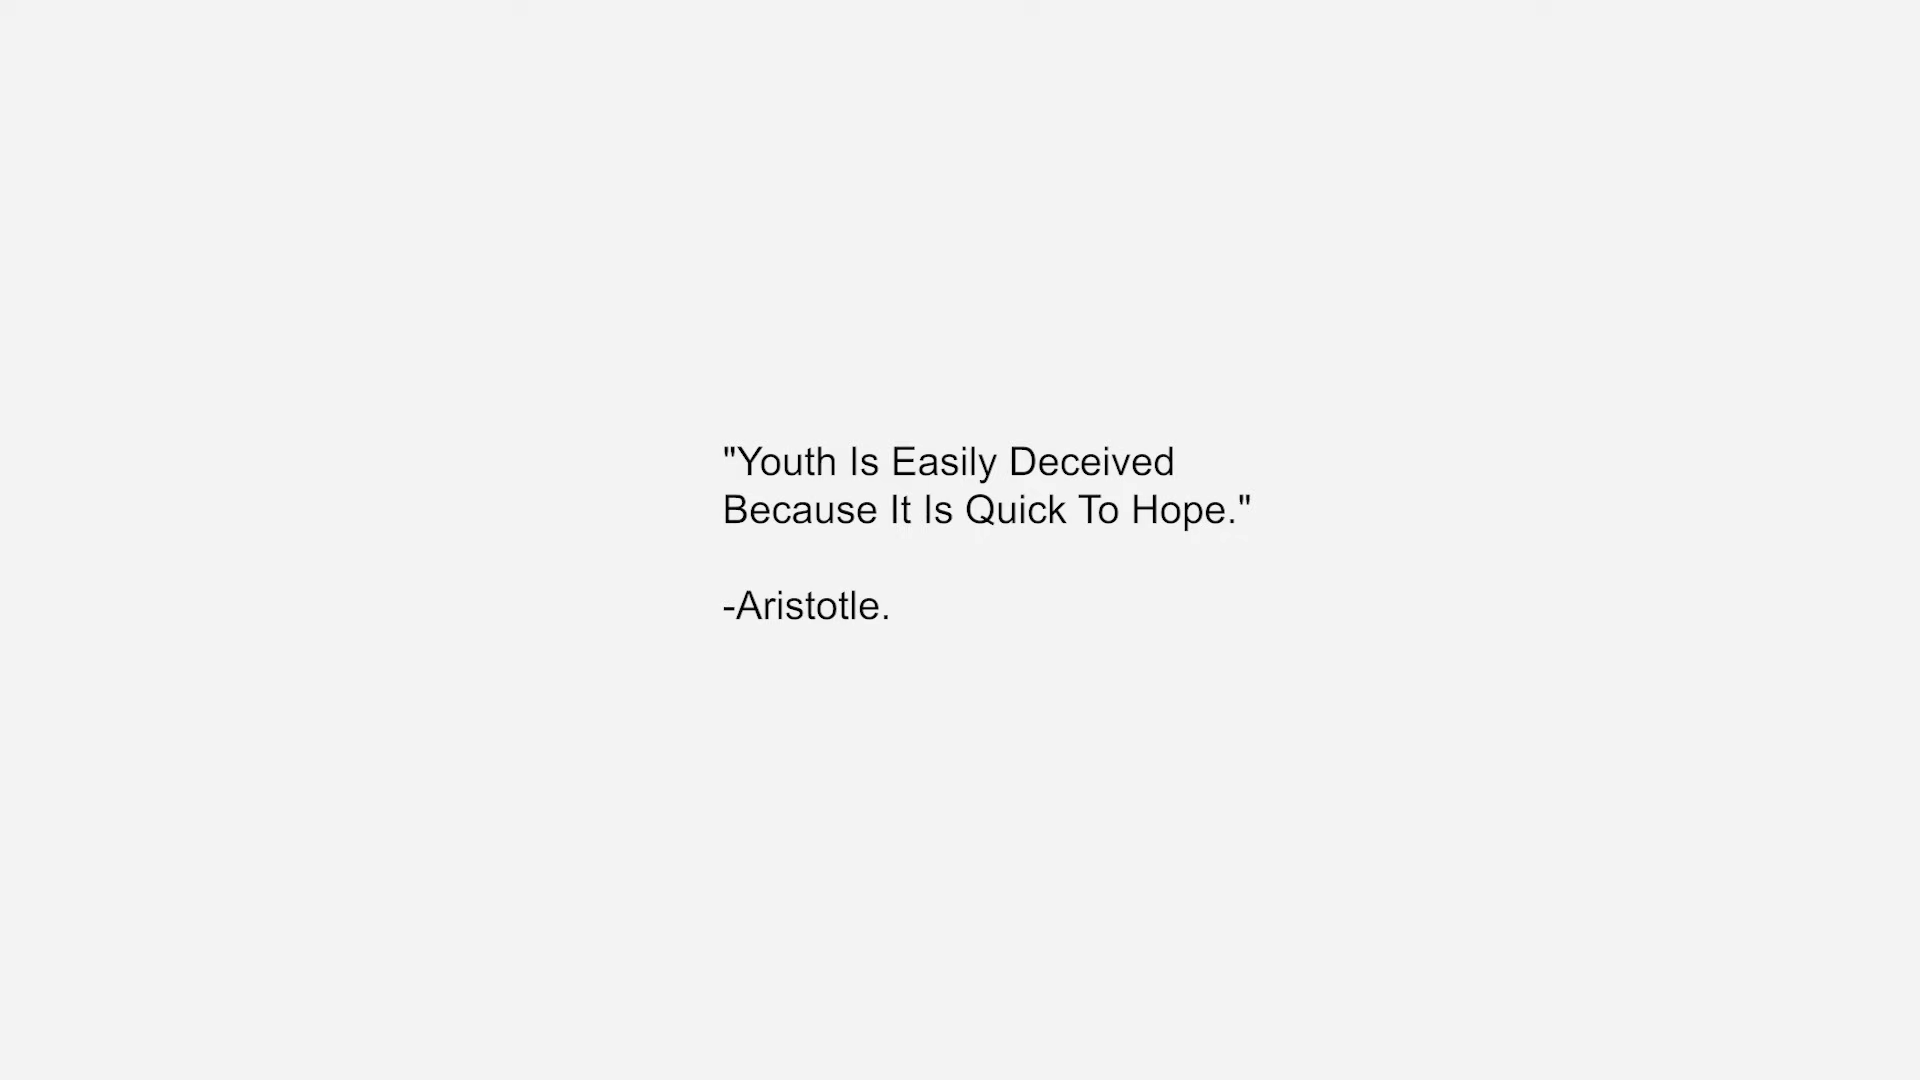 "Youth Is Easily Deceived
Because It Is Quick To Hope."
-Aristotle.